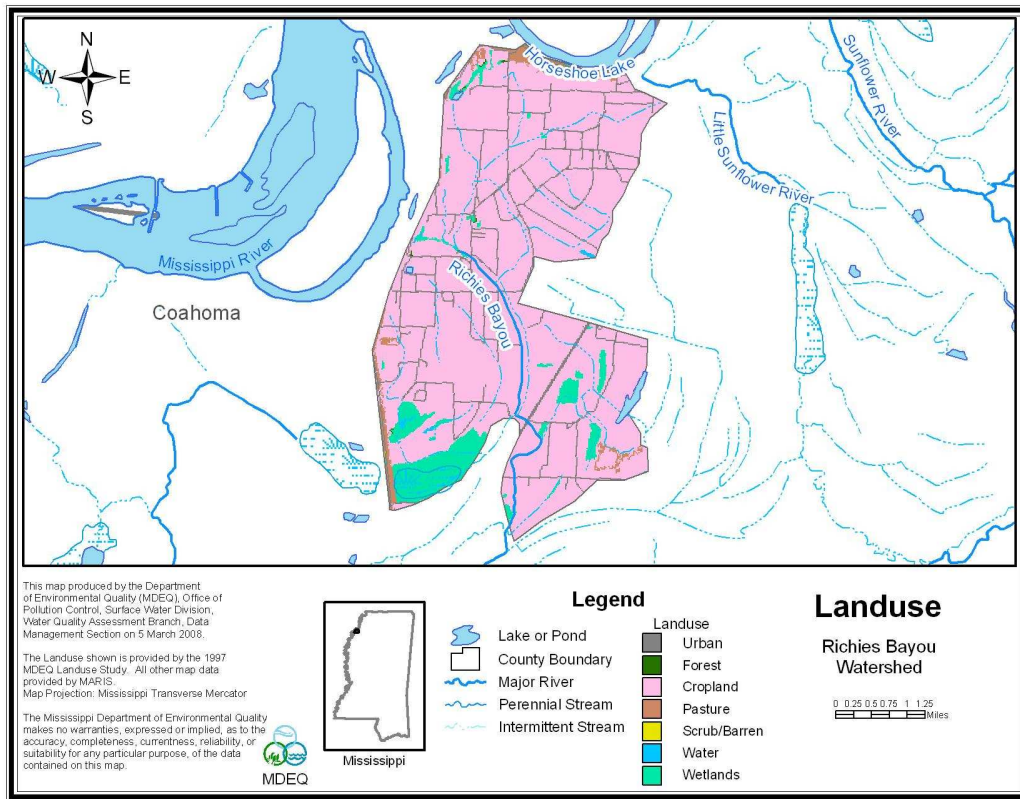 N
W E
S
Horseshoe Lake
Sunflower River
Little Sunflower River
Mississippi River
Richies Bayou
Coahoma
This map produced by the Department
of Environmental Quality (MDEQ), Office of
Pollution Control, Surface Water Division,
Water Quality Assessment Branch, Data
Management Section on 5 March 2008.
The Landuse shown is provided by the 1997
MDEQ Landuse Study. All other map data
provided by MARIS.
Map Projection: Mississippi Transverse Mercator
The Mississippi Department of Environmental Quality
makes no warranties, expressed or implied, as to the
accuracy, completeness, currentness, reliability, or
suitability for any particular purpose, of the data
contained on this map.
MDEQ
Mississippi
Legend
Lake or Pond
County Boundary
Major River
Perennial Stream
Intermittent Stream
Landuse
Urban
Forest
Cropland
Pasture
Scrub/Barren
Water
Wetlands
Landuse
Richies Bayou
Watershed
0 0.25 0.5 0.75 1 1.25
Miles